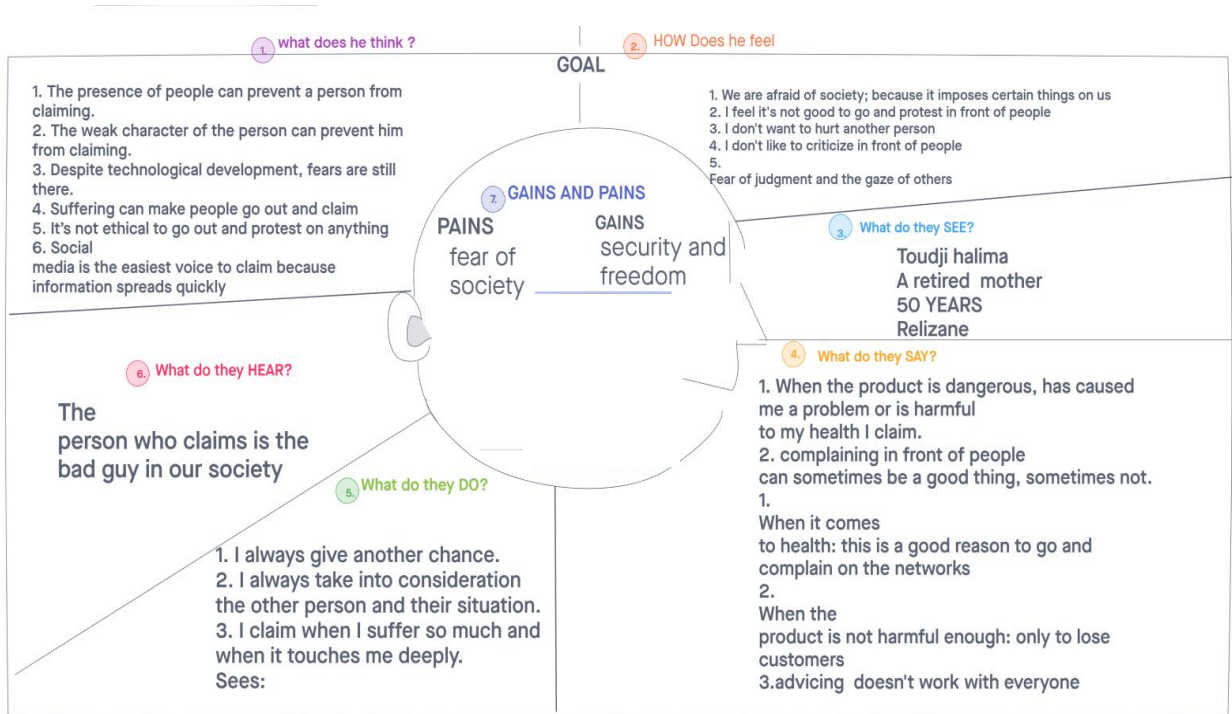 1. what does he think ?
1. The presence of people can prevent a person from
claiming.
2. The weak character of the person can prevent him
from claiming.
3. Despite technological development, fears are still
there.
4. Suffering can make people go out and claim
5. It's not ethical to go out and protest on anything
6. Social
media is the easiest voice to claim because
information spreads quickly
GOAL
2. HOW Does he feel
1. We are afraid of society; because it imposes certain things on us
2. I feel it's not good to go and protest in front of people
3. I don't want to hurt another person
4. I don't like to criticize in front of people
5.
Fear of judgment and the gaze of others
7. GAINS AND PAINS
PAINS
fear of
society
GAINS
security and
freedom
3. What do they SEE?
Toudji halima
A retired mother
50 YEARS
Relizane
4. What do they SAY?
1. When the product is dangerous, has caused
me a problem or is harmful
to my health I claim.
2. complaining in front of people
can sometimes be a good thing, sometimes not.
1.
When it comes
to health: this is a good reason to go and
complain on the networks
2.
When the
product is not harmful enough: only to lose
customers
3.advicing doesn't work with everyone
6. What do they HEAR?
The
person who claims is the
bad guy in our society
5. What do they DO?
1. I always give another chance.
2. I always take into consideration
the other person and their situation.
3. I claim when I suffer so much and
when it touches me deeply.
Sees: